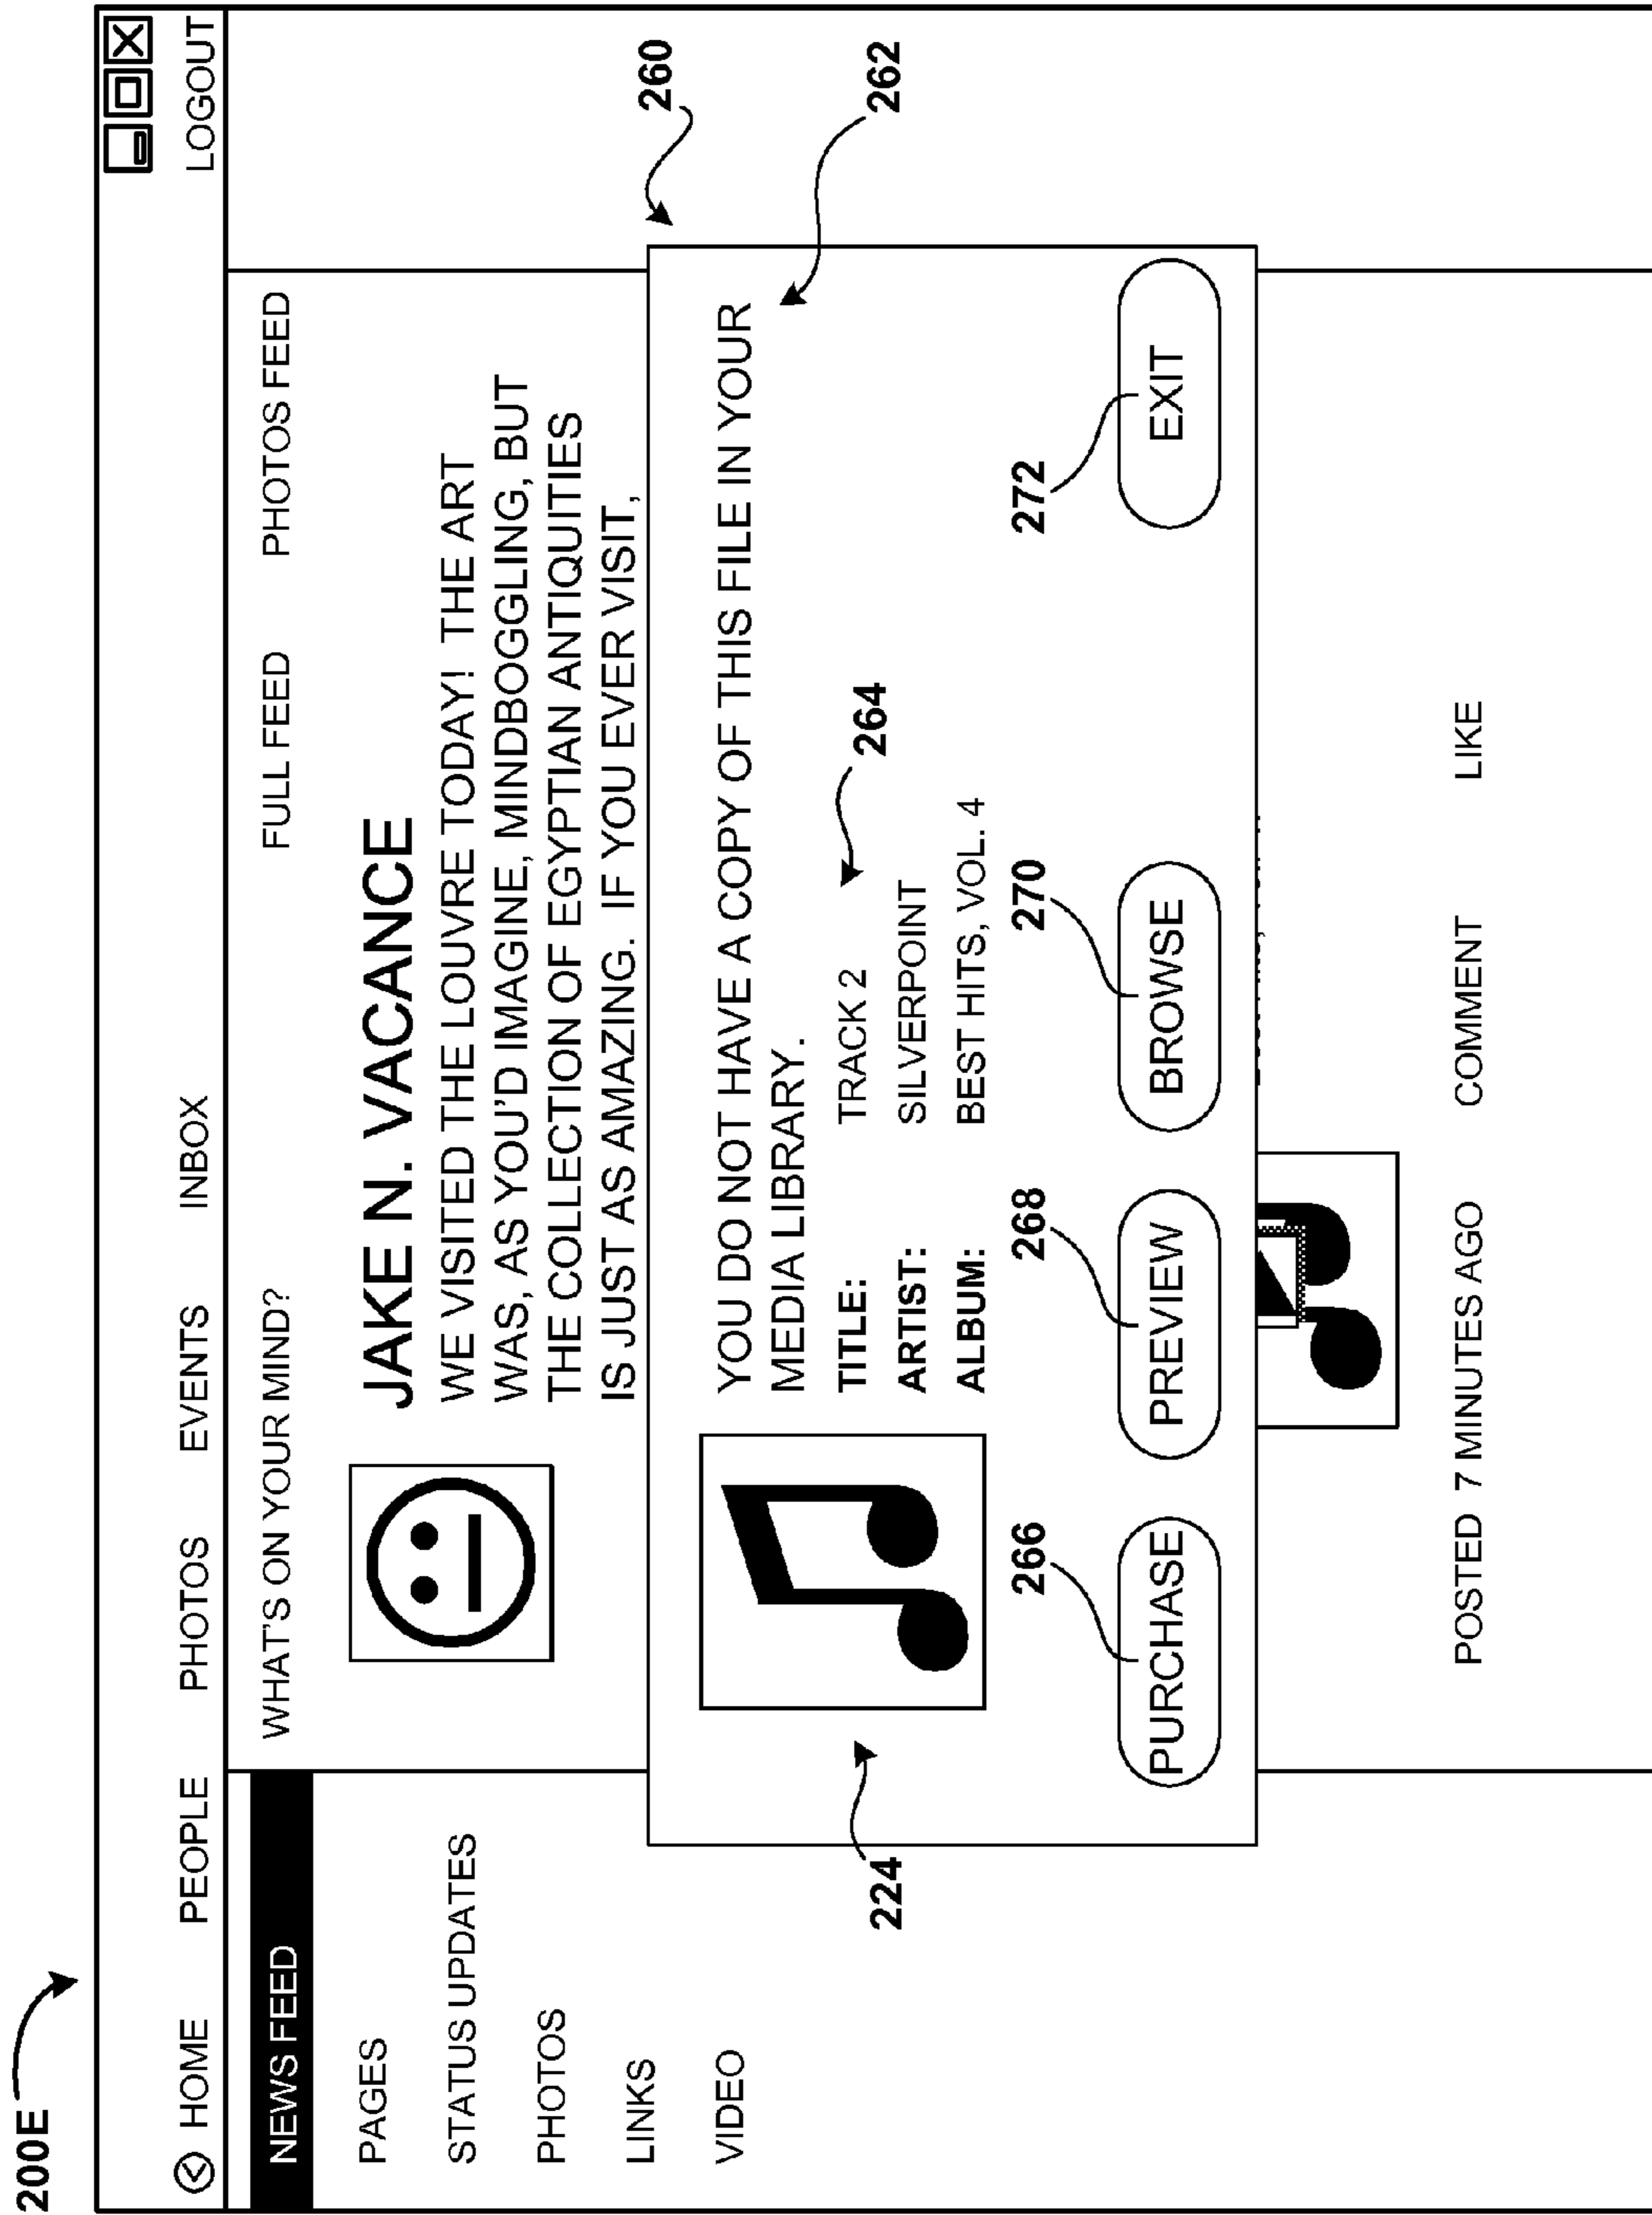 200E
HOME PEOPLE PHOTOS EVENTS INBOX LOGOUT
NEWS FEED
PAGES
STATUS UPDATES
PHOTOS
LINKS
VIDEO
WHAT'S ON YOUR MIND? FULL FEED PHOTOS FEED
JAKE N. VACANCE
WE VISITED THE LOUVRE TODAY! THE ART
WAS, AS YOU'D IMAGINE, MINDBOGGLING, BUT
THE COLLECTION OF EGYPTIAN ANTIQUITIES
IS JUST AS AMAZING. IF YOU EVER VISIT,
260
YOU DO NOT HAVE A COPY OF THIS FILE IN YOUR
MEDIA LIBRARY.
262
TITLE: TRACK 2
264
ARTIST: SILVERPOINT
ALBUM: BEST HITS, VOL. 4
224
266 268 270 272
PURCHASE PREVIEW BROWSE EXIT
POSTED 7 MINUTES AGO COMMENT LIKE